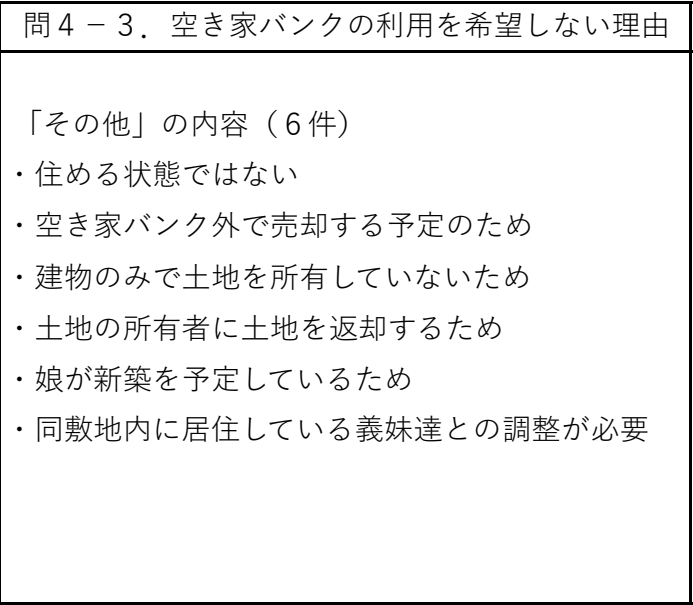 問４－３．空き家バンクの利用を希望しない理由
「その他」の内容（６件）
・住める状態ではない
・空き家バンク外で売却する予定のため
・建物のみで土地を所有していないため
・土地の所有者に土地を返却するため
・娘が新築を予定しているため
・同敷地内に居住している義妹達との調整が必要